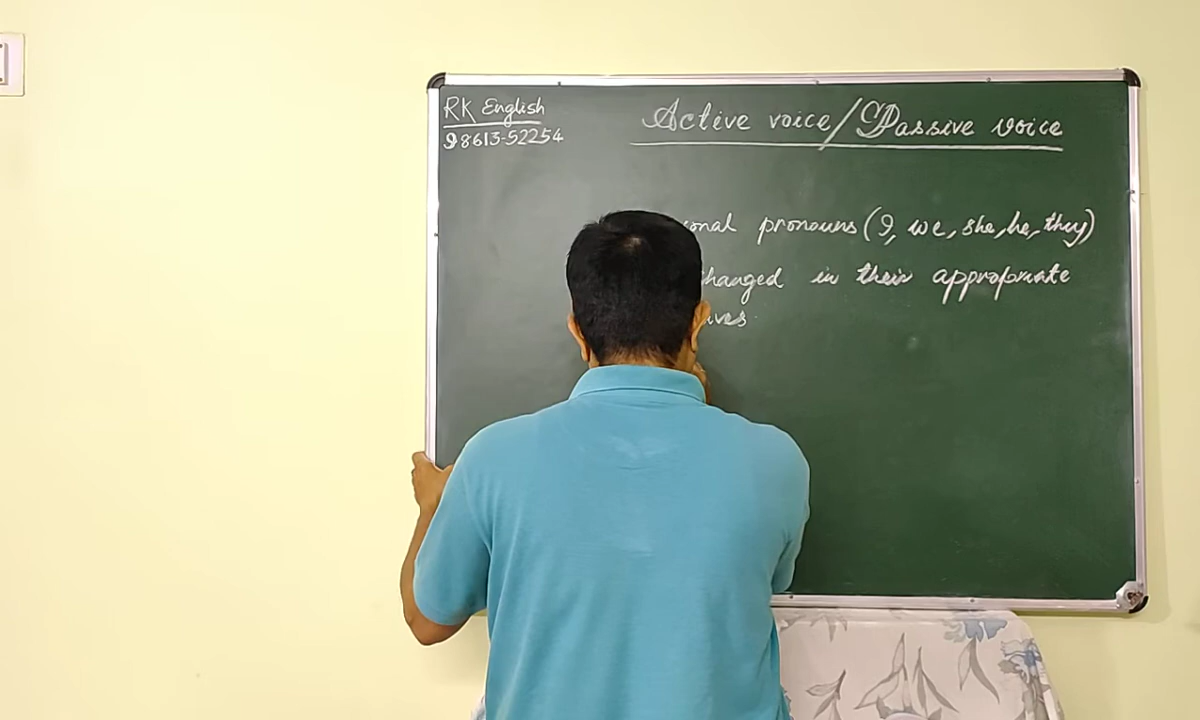 RK English
98613-52254
Active voice/Passive voice
pronouns (I, we, she, he, they)
changed in their appropriate